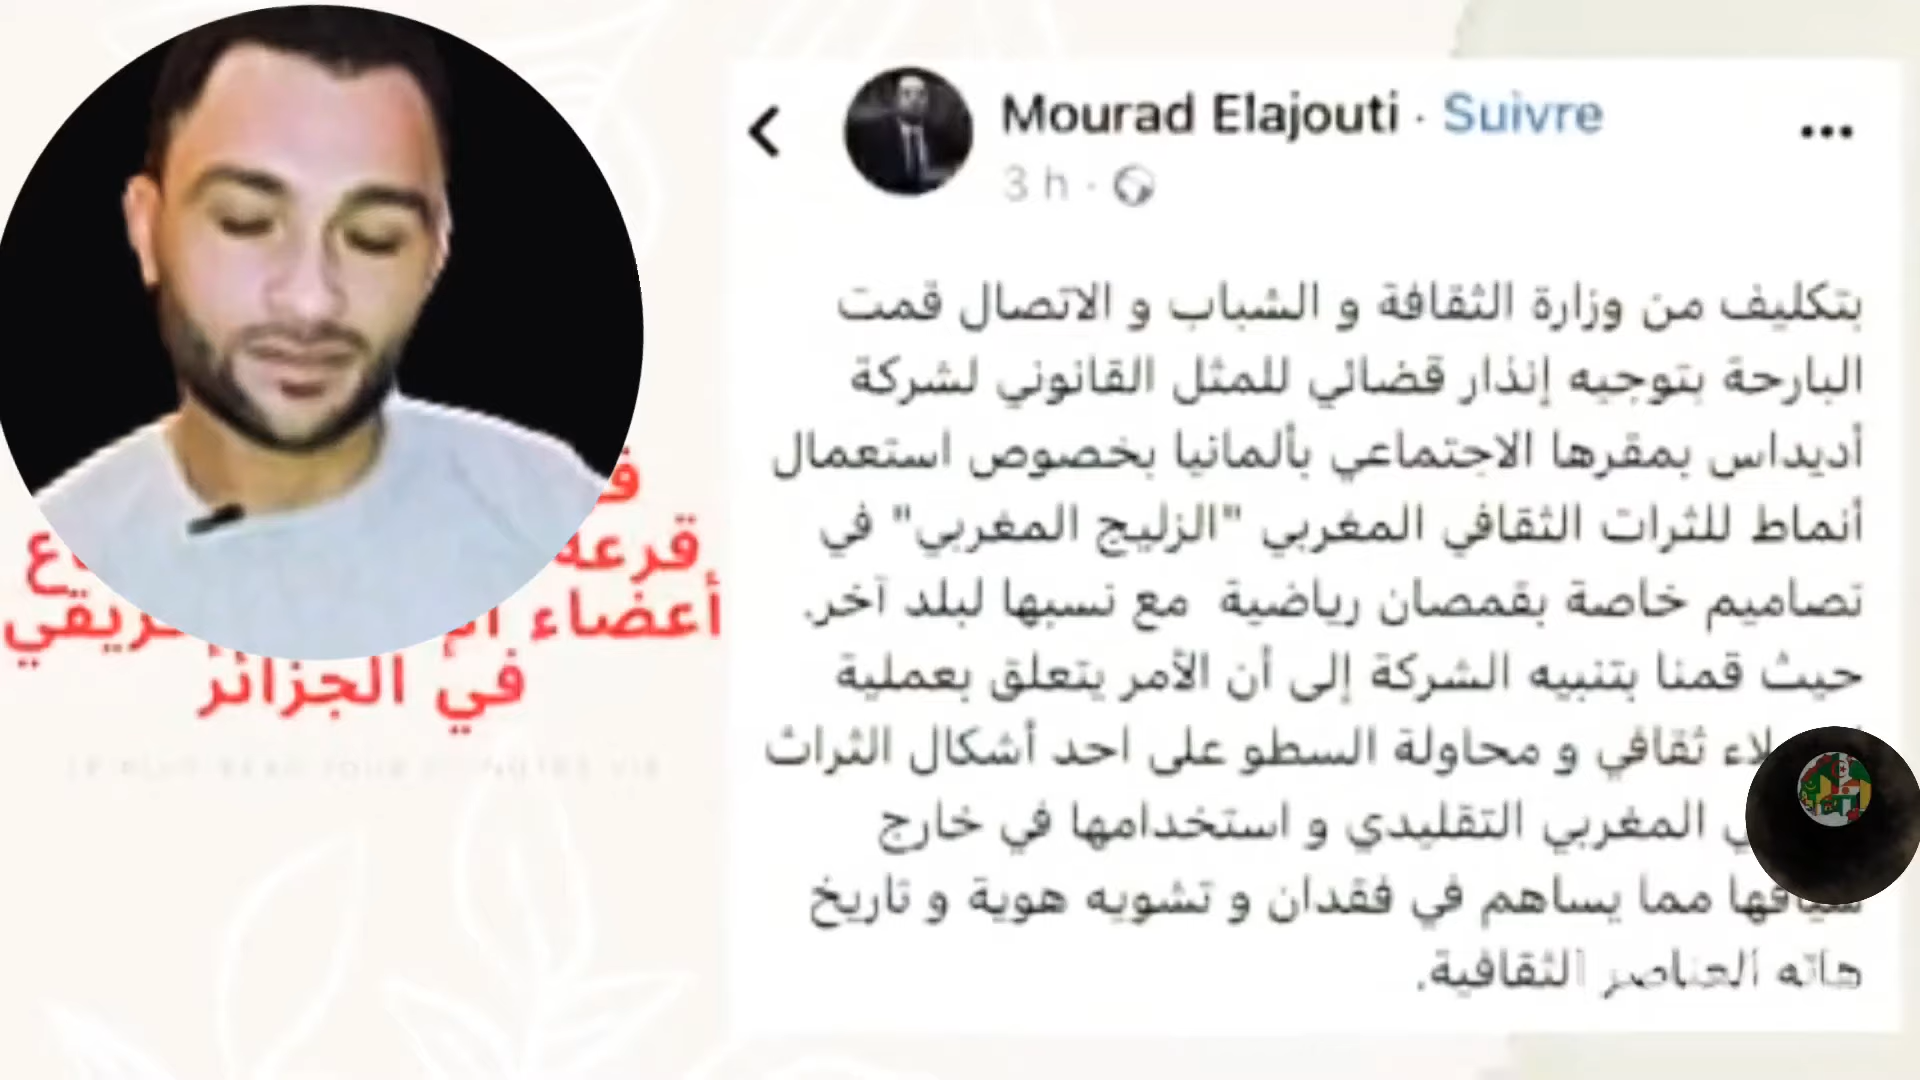 Mourad Elajouti · Suivre
3 h ·
بتكليف من وزارة الثقافة و الشباب و الاتصال قمت
البارحة بتوجيه إنذار قضائي للمثل القانوني لشركة
أديداس بمقرها الاجتماعي بألمانيا بخصوص استعمال
أنماط للثرات الثقافي المغربي "الزليج المغربي" في
تصاميم خاصة بقمصان رياضية مع نسبها لبلد آخر.
حيث قمنا بتنبيه الشركة إلى أن الأمر يتعلق بعملية
ثقافي و محاولة السطو على احد أشكال الثراث
المغربي التقليدي و استخدامها في خارج
سياقها مما يساهم في فقدان و تشويه هوية و تاريخ
هاته العناصر الثقافية.
قرعة
أعضاء
في الجزائر